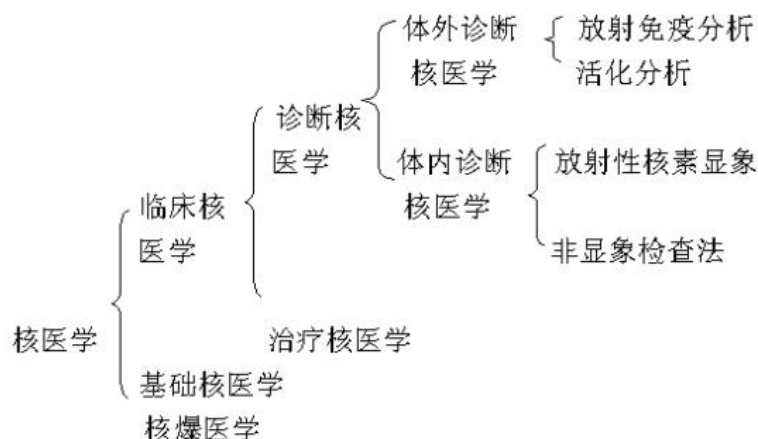 体外诊断 放射免疫分析
核医学 活化分析
诊断核
医学
体内诊断 放射性核素显象
核医学
临床核
医学
非显象检查法
核医学
治疗核医学
基础核医学
核爆医学